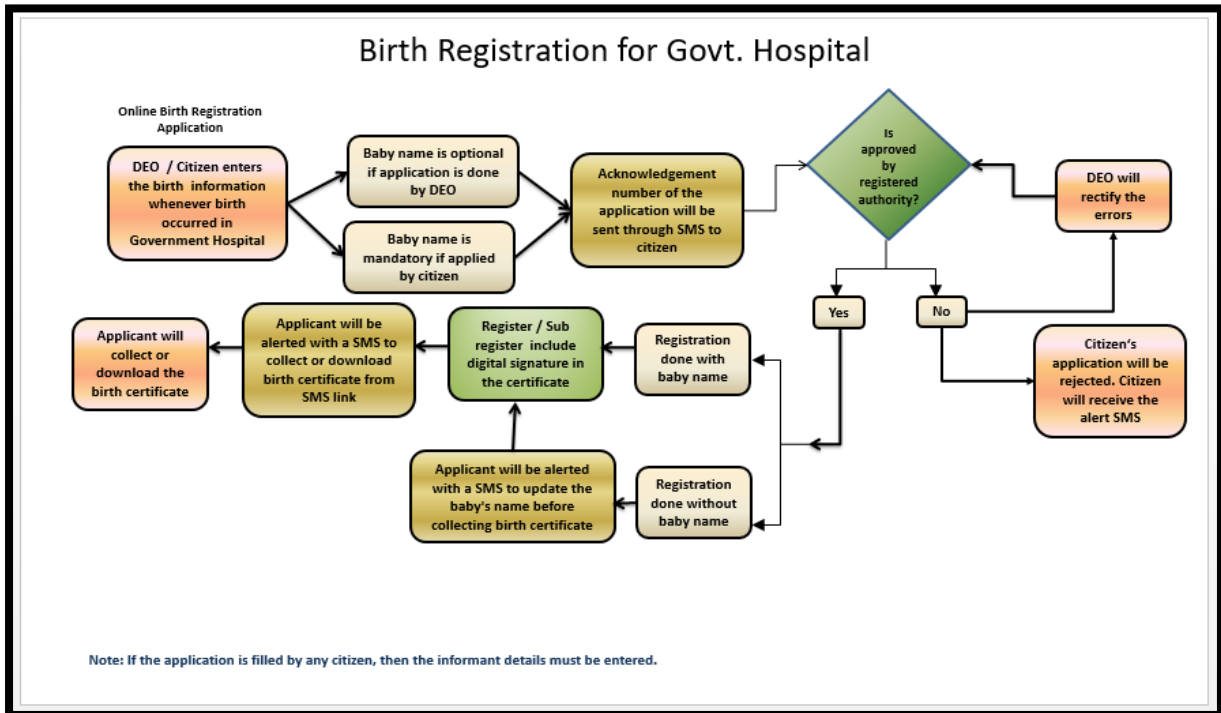 Birth Registration for Govt. Hospital
Online Birth Registration
Application
DEO / Citizen enters
the birth information
whenever birth
occurred in
Government Hospital
Baby name is optional
if application is done
by DEO
Baby name is
mandatory if applied
by citizen
Acknowledgement
number of the
application will be
sent through SMS to
citizen
Is
approved
by
registered
authority?
DEO will
rectify the
errors
Yes
No
Citizen's
application will be
rejected. Citizen
will receive the
alert SMS
Registration
done with
baby name
Register / Sub
register include
digital signature in
the certificate
Applicant will be
alerted with a SMS to
collect or download
birth certificate from
SMS link
Applicant will
collect or
download the
birth certificate
Registration
done without
baby name
Applicant will be alerted
with a SMS to update the
baby's name before
collecting birth certificate
Note: If the application is filled by any citizen, then the informant details must be entered.